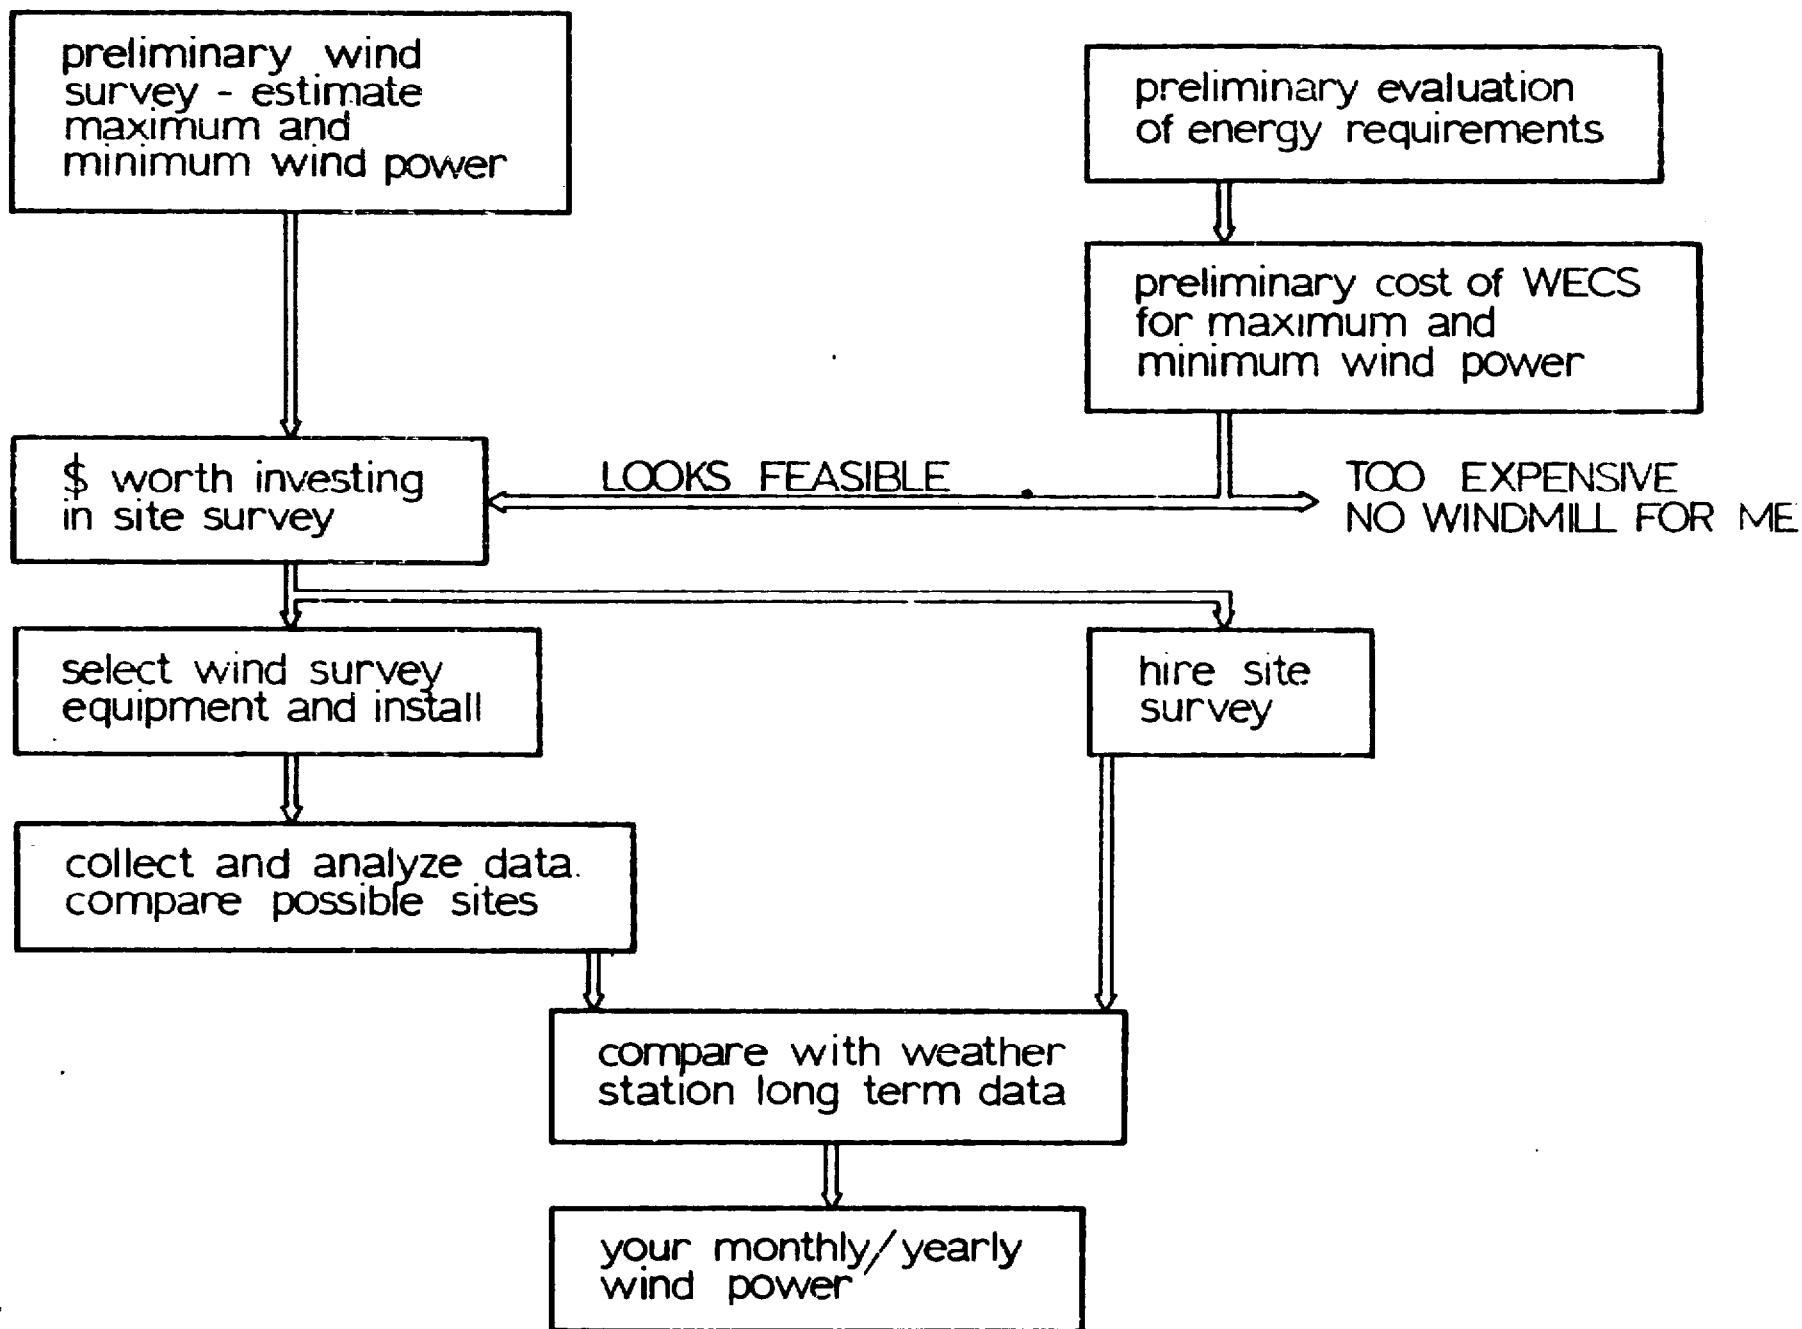 preliminary wind
survey - estimate
maximum and
minimum wind power
preliminary evaluation
of energy requirements
preliminary cost of WECS
for maximum and
minimum wind power
$ worth investing
in site survey
LOOKS FEASIBLE
TOO EXPENSIVE
NO WINDMILL FOR ME
select wind survey
equipment and install
hire site
survey
collect and analyze data.
compare possible sites
compare with weather
station long term data
your monthly/yearly
wind power